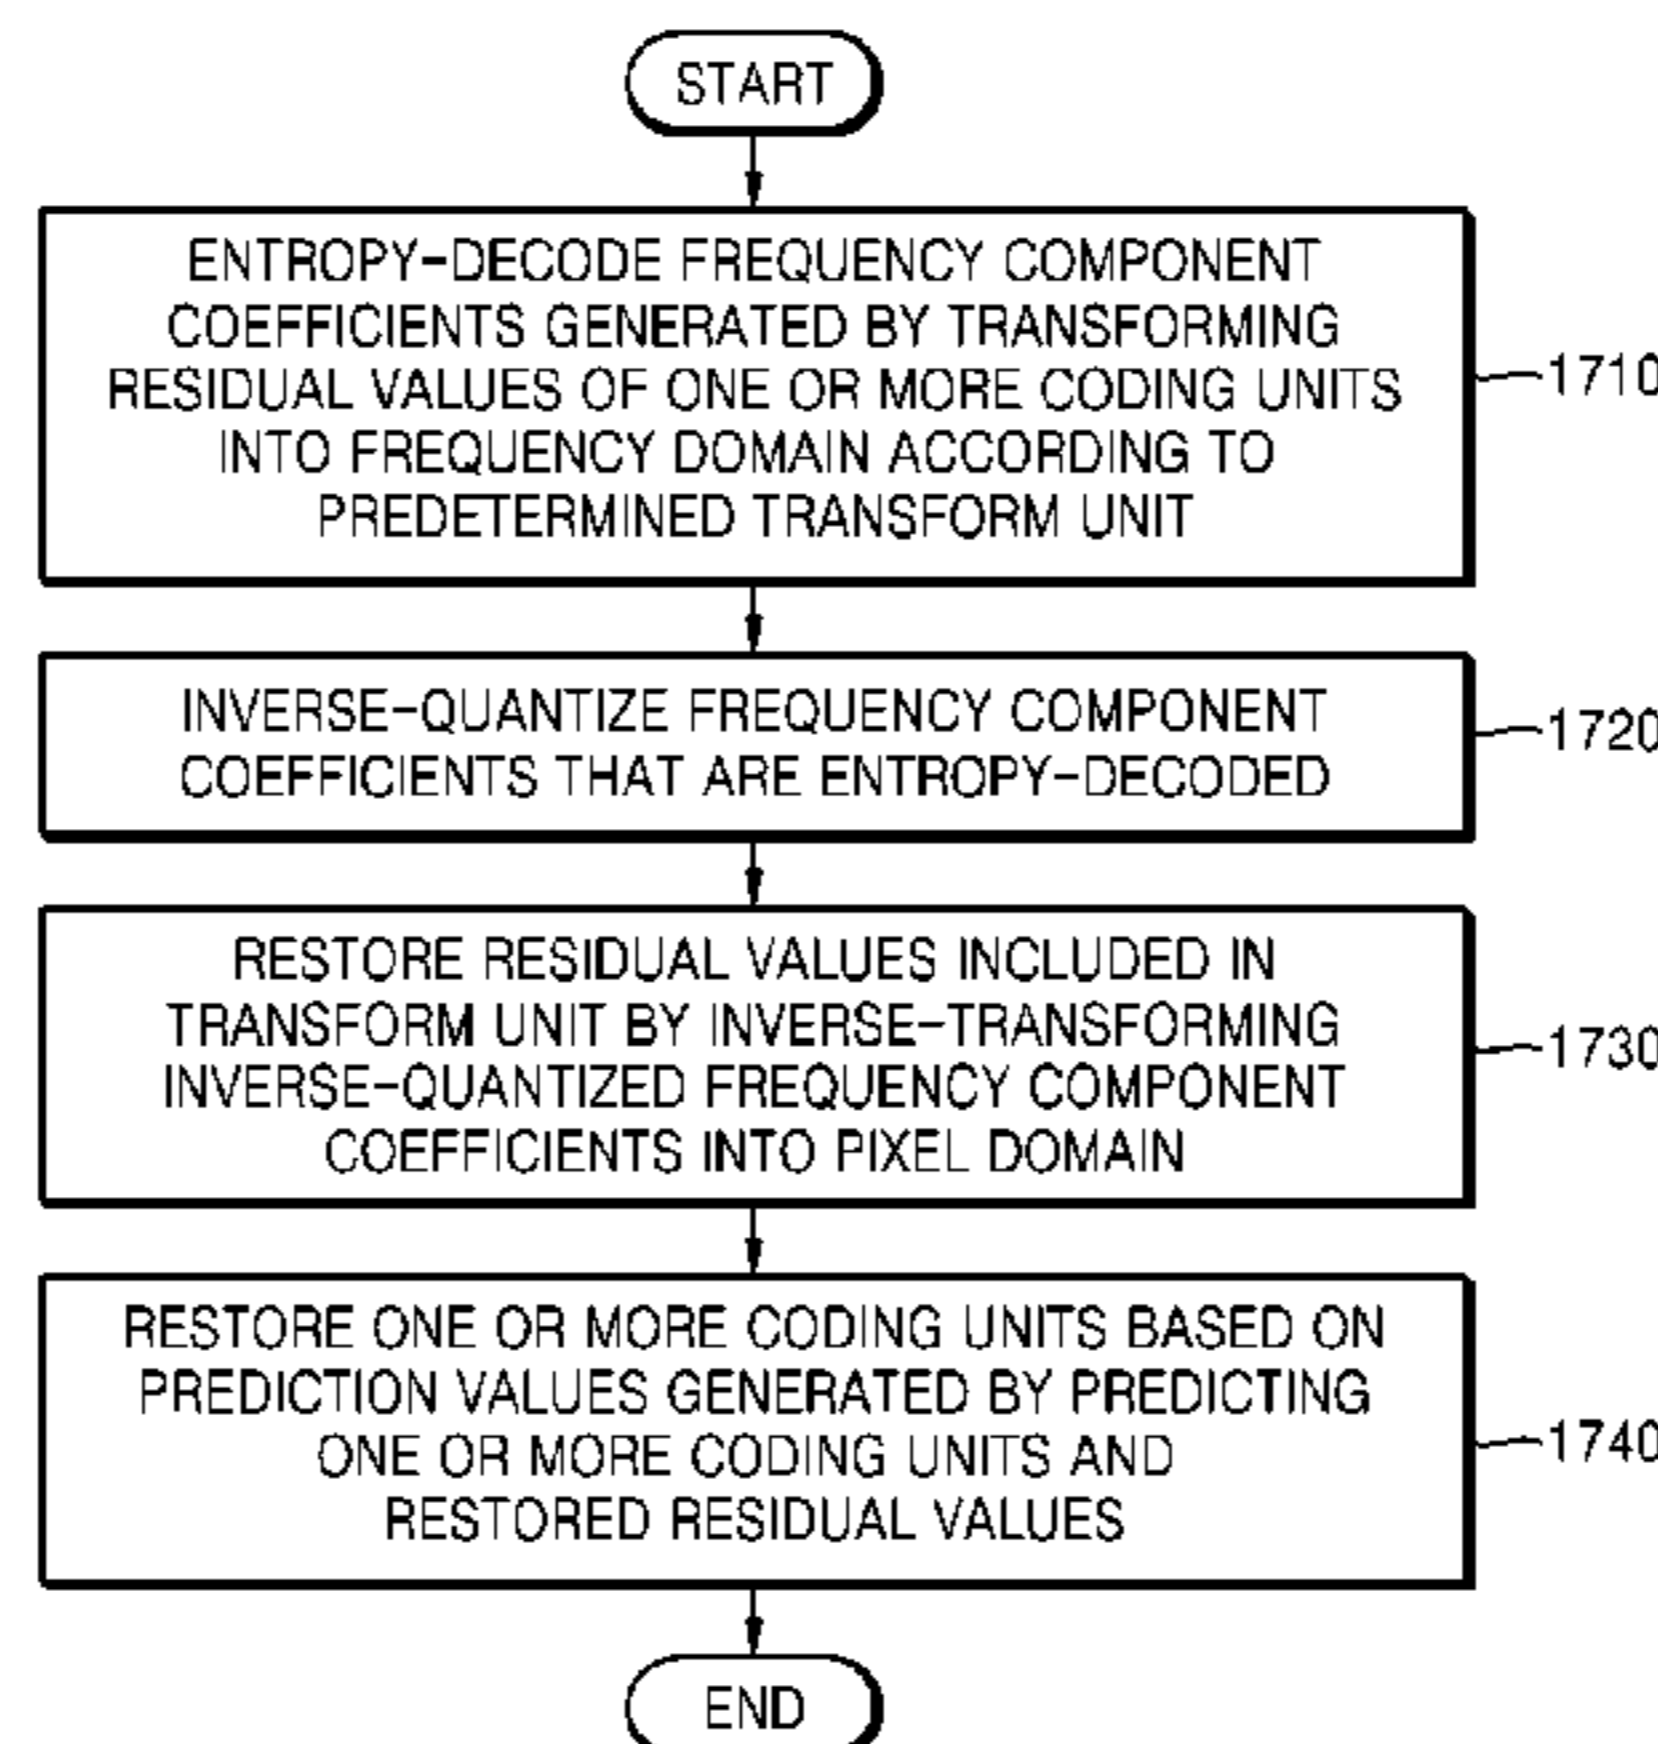 START
ENTROPY-DECODE FREQUENCY COMPONENT
COEFFICIENTS GENERATED BY TRANSFORMING
RESIDUAL VALUES OF ONE OR MORE CODING UNITS
INTO FREQUENCY DOMAIN ACCORDING TO
PREDETERMINED TRANSFORM UNIT
1710
INVERSE-QUANTIZE FREQUENCY COMPONENT
COEFFICIENTS THAT ARE ENTROPY-DECODED
1720
RESTORE RESIDUAL VALUES INCLUDED IN
TRANSFORM UNIT BY INVERSE-TRANSFORMING
INVERSE-QUANTIZED FREQUENCY COMPONENT
COEFFICIENTS INTO PIXEL DOMAIN
1730
RESTORE ONE OR MORE CODING UNITS BASED ON
PREDICTION VALUES GENERATED BY PREDICTING
ONE OR MORE CODING UNITS AND
RESTORED RESIDUAL VALUES
1740
END